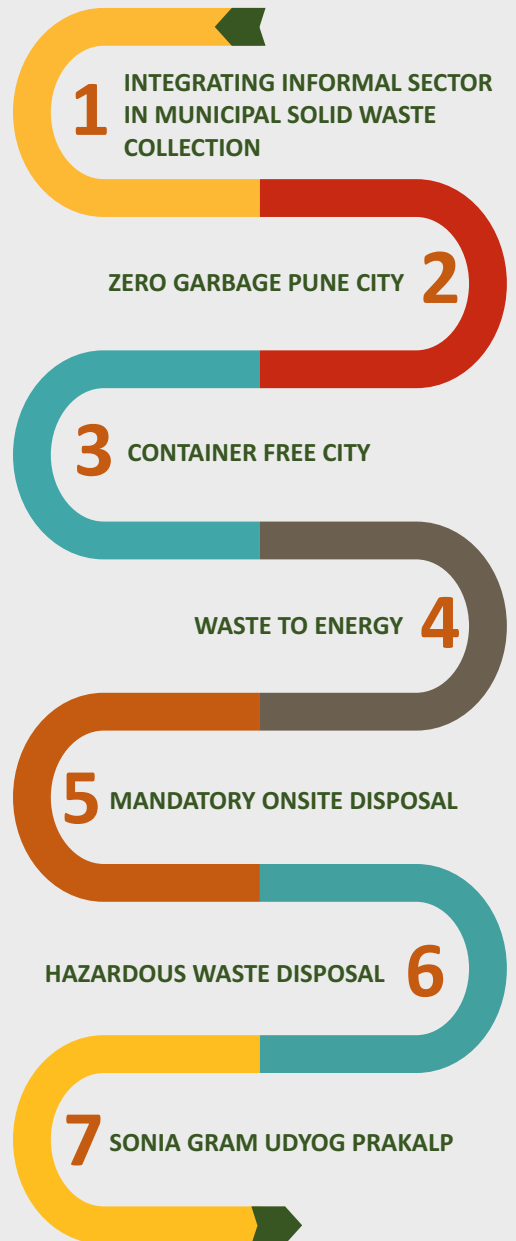 1
INTEGRATING INFORMAL SECTOR
IN MUNICIPAL SOLID WASTE
COLLECTION
ZERO GARBAGE PUNE CITY 2
3 CONTAINER FREE CITY
WASTE TO ENERGY 4
5 MANDATORY ONSITE DISPOSAL
HAZARDOUS WASTE DISPOSAL 6
7 SONIA GRAM UDYOG PRAKALP